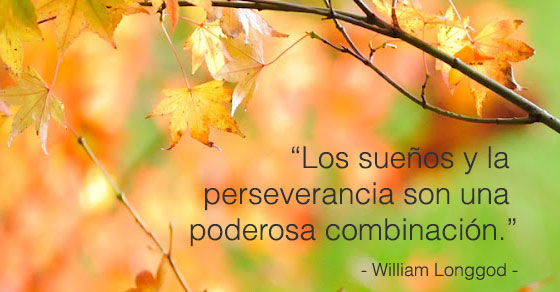 “Los sueños y la
perseverancia son una
poderosa combinación.”
- William Longgod -